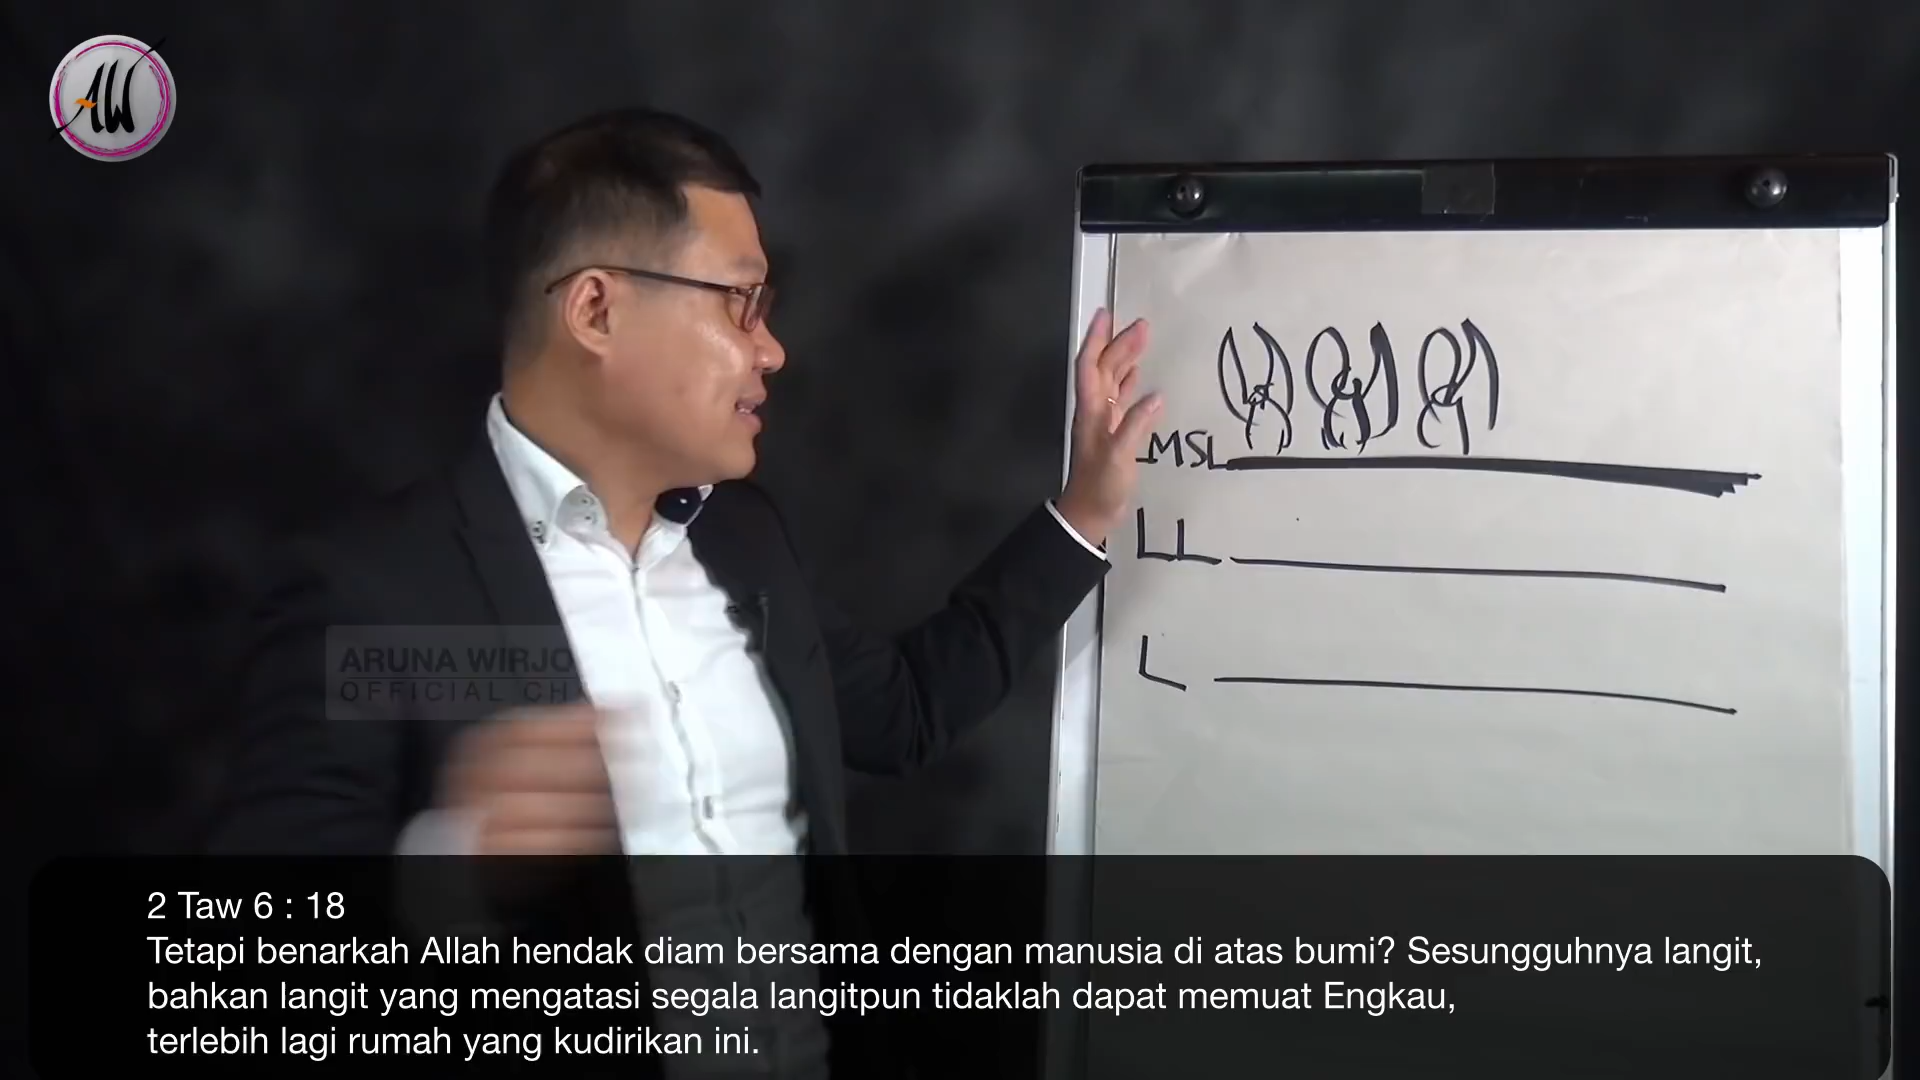 AW
MSL
LL
L
ARUNA WIRJO
OFFICIAL CH
2 Taw 6 : 18
Tetapi benarkah Allah hendak diam bersama dengan manusia di atas bumi? Sesungguhnya langit,
bahkan langit yang mengatasi segala langitpun tidaklah dapat memuat Engkau,
terlebih lagi rumah yang kudirikan ini.